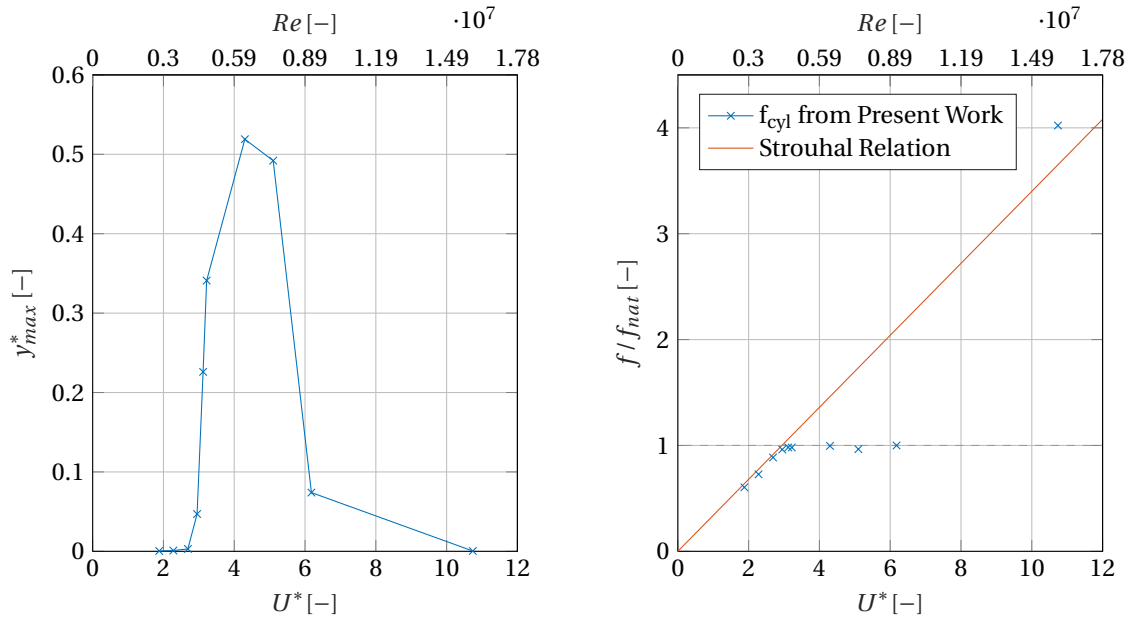 Re [−]
·10^7
0 0.3 0.59 0.89 1.19 1.49 1.78
0.6
0.5
0.4
0.3
0.2
0.1
0
y*max [−]
0 2 4 6 8 10 12
U* [−]
Re [−]
·10^7
0 0.3 0.59 0.89 1.19 1.49 1.78
f_cyl from Present Work
Strouhal Relation
4
3
2
1
0
f / f_nat [−]
0 2 4 6 8 10 12
U* [−]